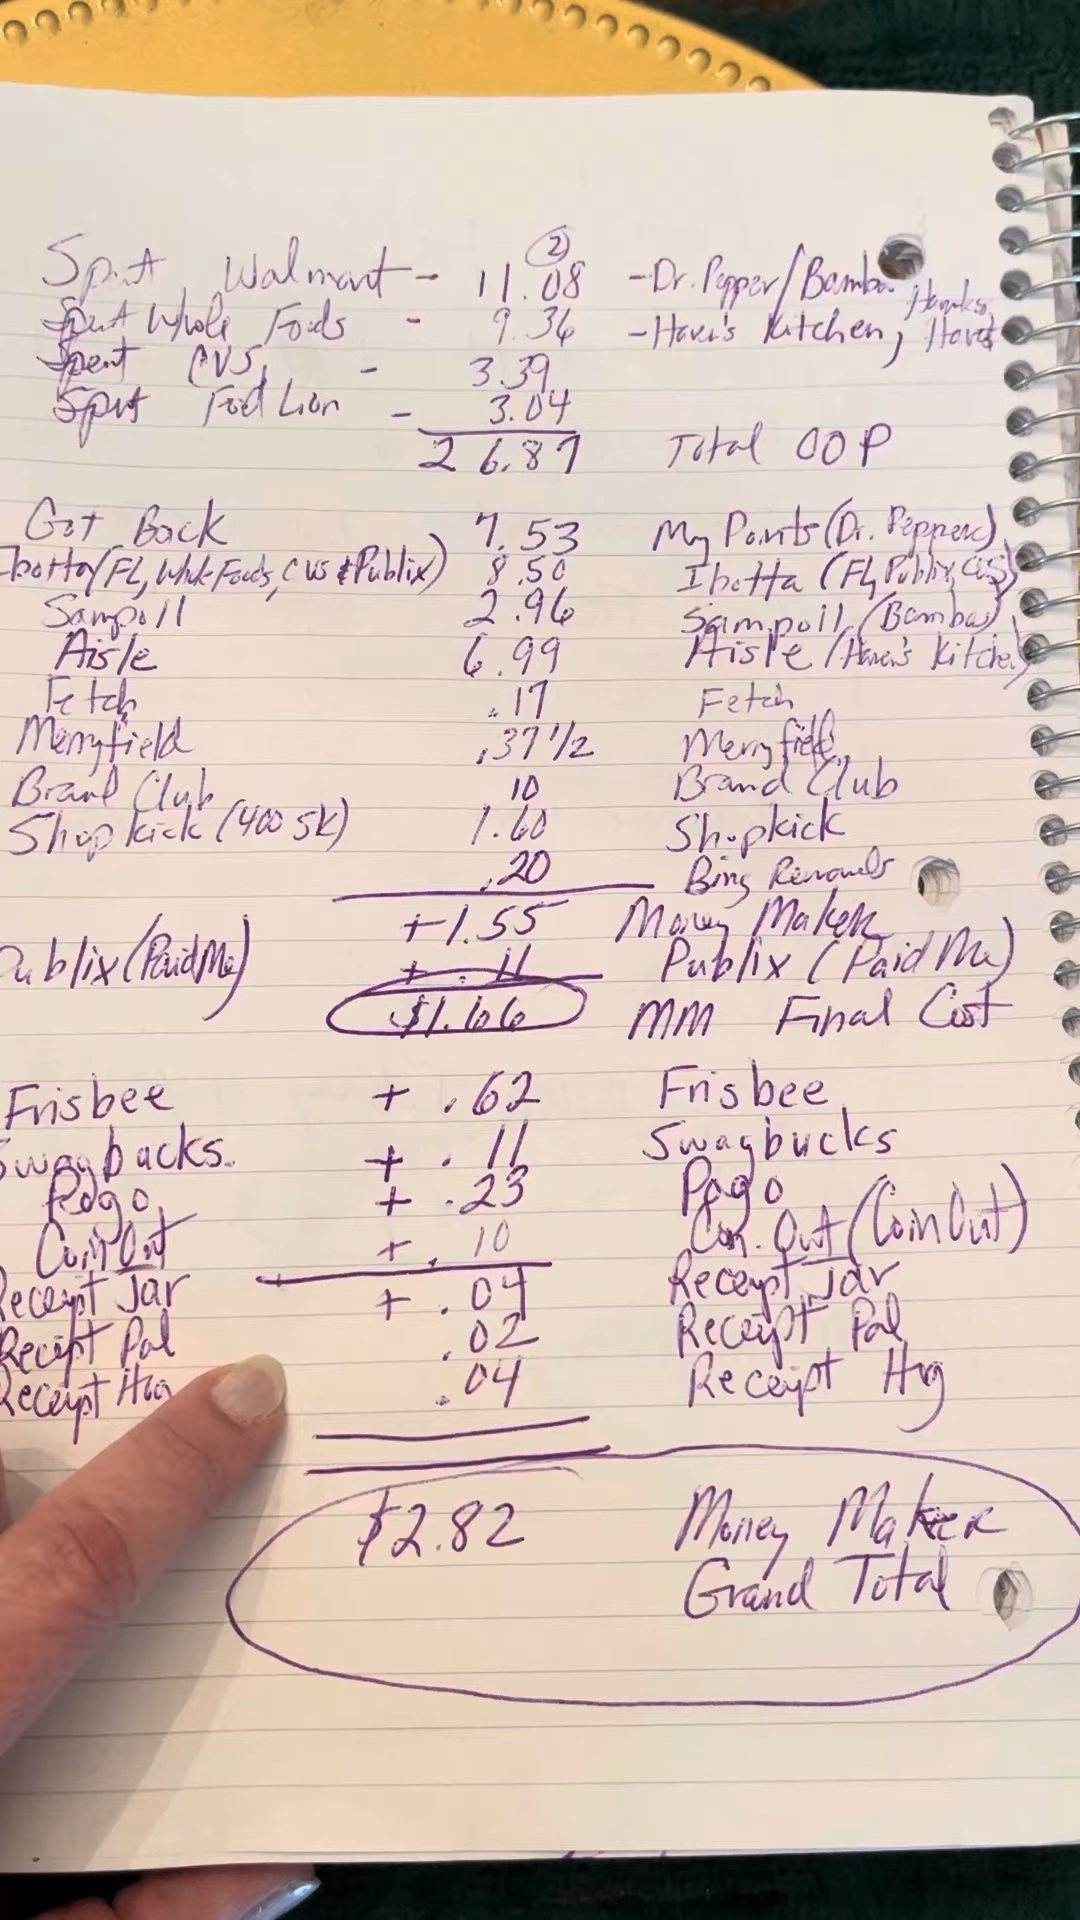 ②
Spent Walmart - 11.08 - Dr. Pepper/Bamba
Harmless
Spent Whole Foods - 9.36 - Haven's Kitchen,
Spent CVS, - 3.39
Spent Food Lion - 3.04
26.87 Total OOP
Got Back 7.53 My Points (Dr. Pepper)
Ibotta (FL, Whole Foods, CVS & Publix) 8.50 Ibotta (FL, Publix, CVS)
Sampoll 2.96 Sampoll (Bamba)
Aisle 6.99 Aisle (Haven's Kitchen)
Fetch .17 Fetch
Merryfield .37 1/2 Merryfield
Brand Club 10 Brand Club
Shopkick (400 SK) 1.60 Shopkick
.20 Bing Rewards
+1.55 Money Maker
Publix (Paid Me) + .11 Publix (Paid Me)
$1.66 MM Final Cost
Frisbee + .62 Frisbee
Swagbucks. + .11 Swagbucks
Pogo + .23 Pogo
Coin Out + .10 Coin Out (CoinOut)
Receipt Jar + .04 Receipt Jar
Receipt Pal .02 Receipt Pal
Receipt Hog .04 Receipt Hog
$2.82 Money Maker
Grand Total